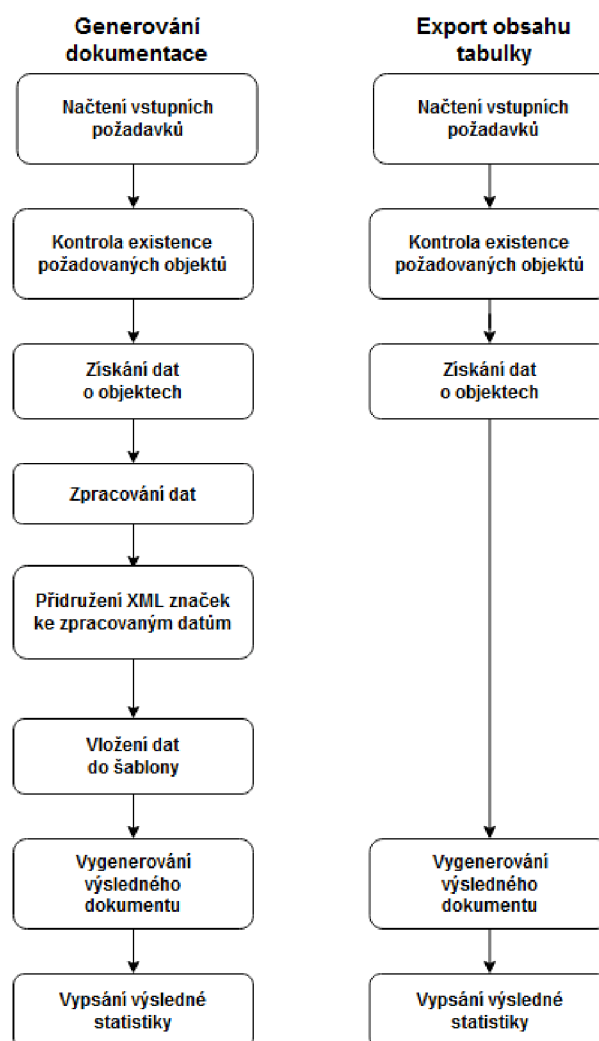 Generování
dokumentace
Načtení vstupních
požadavků
Kontrola existence
požadovaných objektů
Získání dat
o objektech
Zpracování dat
Přidružení XML značek
ke zpracovaným datům
Vložení dat
do šablony
Vygenerování
výsledného
dokumentu
Vypsání výsledné
statistiky
Export obsahu
tabulky
Načtení vstupních
požadavků
Kontrola existence
požadovaných objektů
Získání dat
o objektech
Vygenerování
výsledného
dokumentu
Vypsání výsledné
statistiky